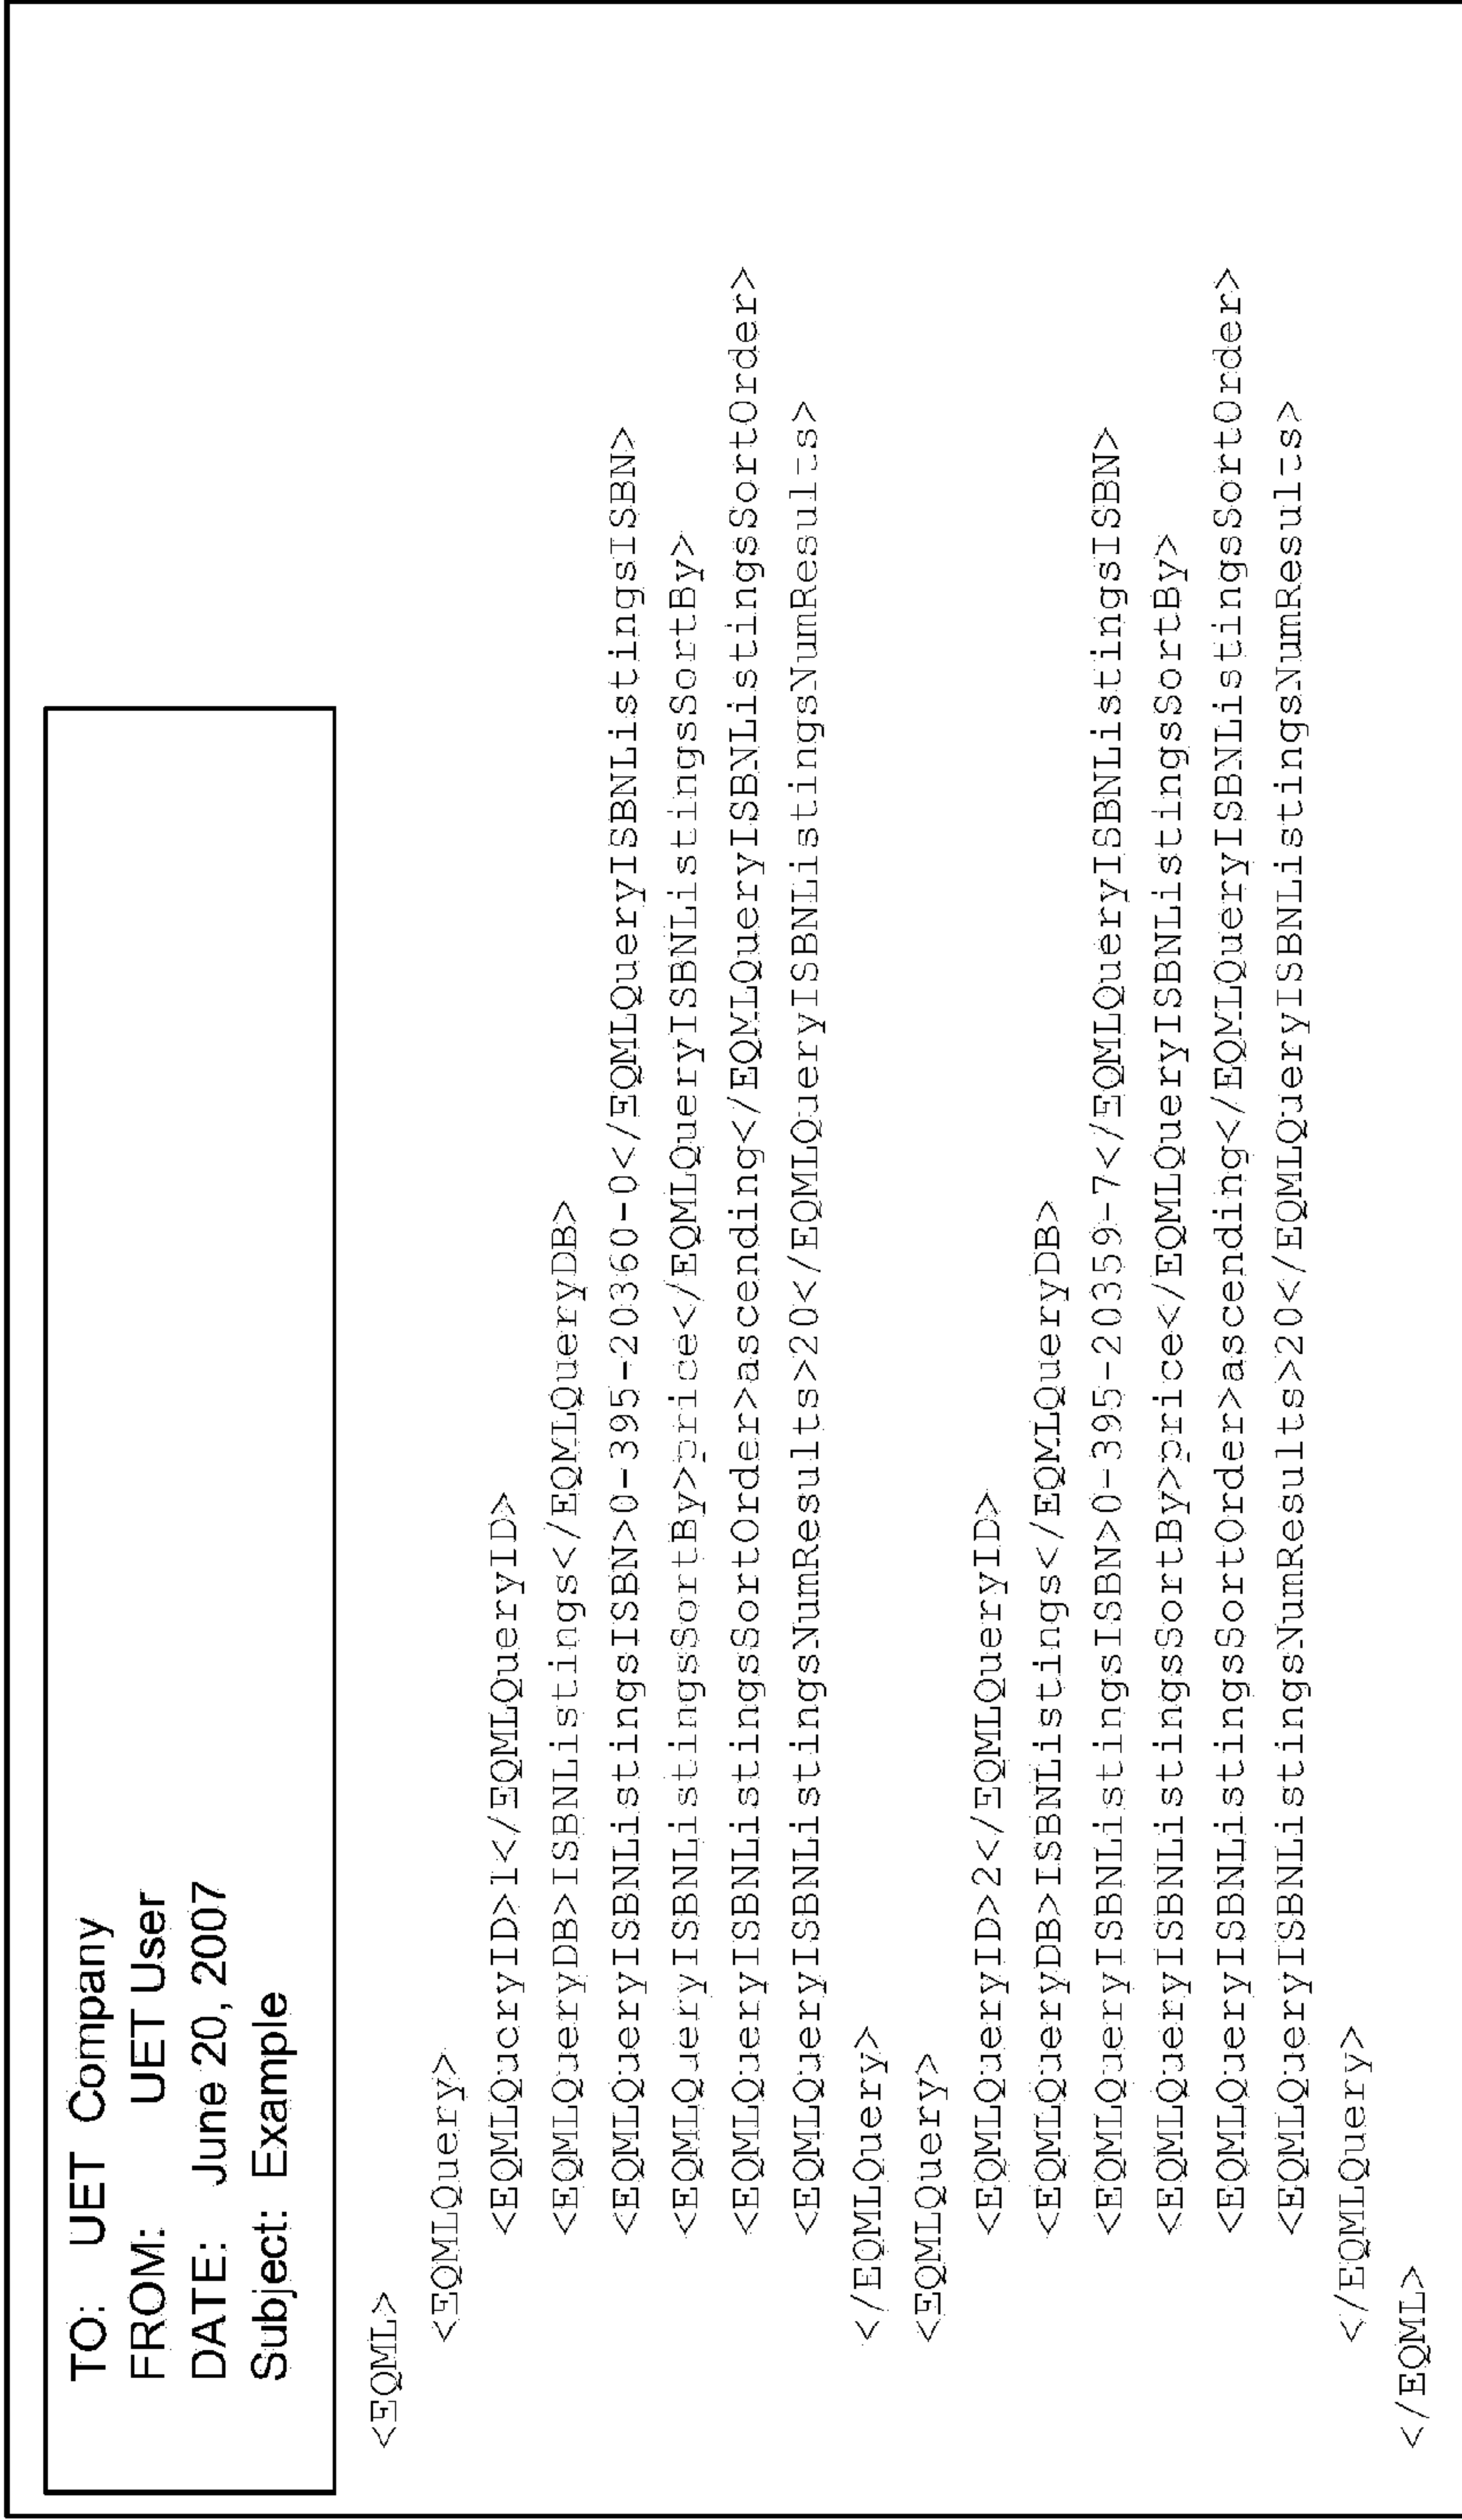 TO: UET Company
FROM: UET User
DATE: June 20, 2007
Subject: Example
<EQML>
<EQMLQuery>
<EQMLQueryID>1</EQMLQueryID>
<EQMLQueryDB>ISBNListings</EQMLQueryDB>
<EQMLQueryISBNListingsISBN>0-395-20360-0</EQMLQueryISBNListingsISBN>
<EQMLQueryISBNListingsSortBy>price</EQMLQueryISBNListingsSortBy>
<EQMLQueryISBNListingsSortOrder>ascending</EQMLQueryISBNListingsSortOrder>
<EQMLQueryISBNListingsNumResults>20</EQMLQueryISBNListingsNumResults>
</EQMLQuery>
<EQMLQuery>
<EQMLQueryID>2</EQMLQueryID>
<EQMLQueryDB>ISBNListings</EQMLQueryDB>
<EQMLQueryISBNListingsISBN>0-395-20359-7</EQMLQueryISBNListingsISBN>
<EQMLQueryISBNListingsSortBy>price</EQMLQueryISBNListingsSortBy>
<EQMLQueryISBNListingsSortOrder>ascending</EQMLQueryISBNListingsSortOrder>
<EQMLQueryISBNListingsNumResults>20</EQMLQueryISBNListingsNumResults>
</EQMLQuery>
</EQML>